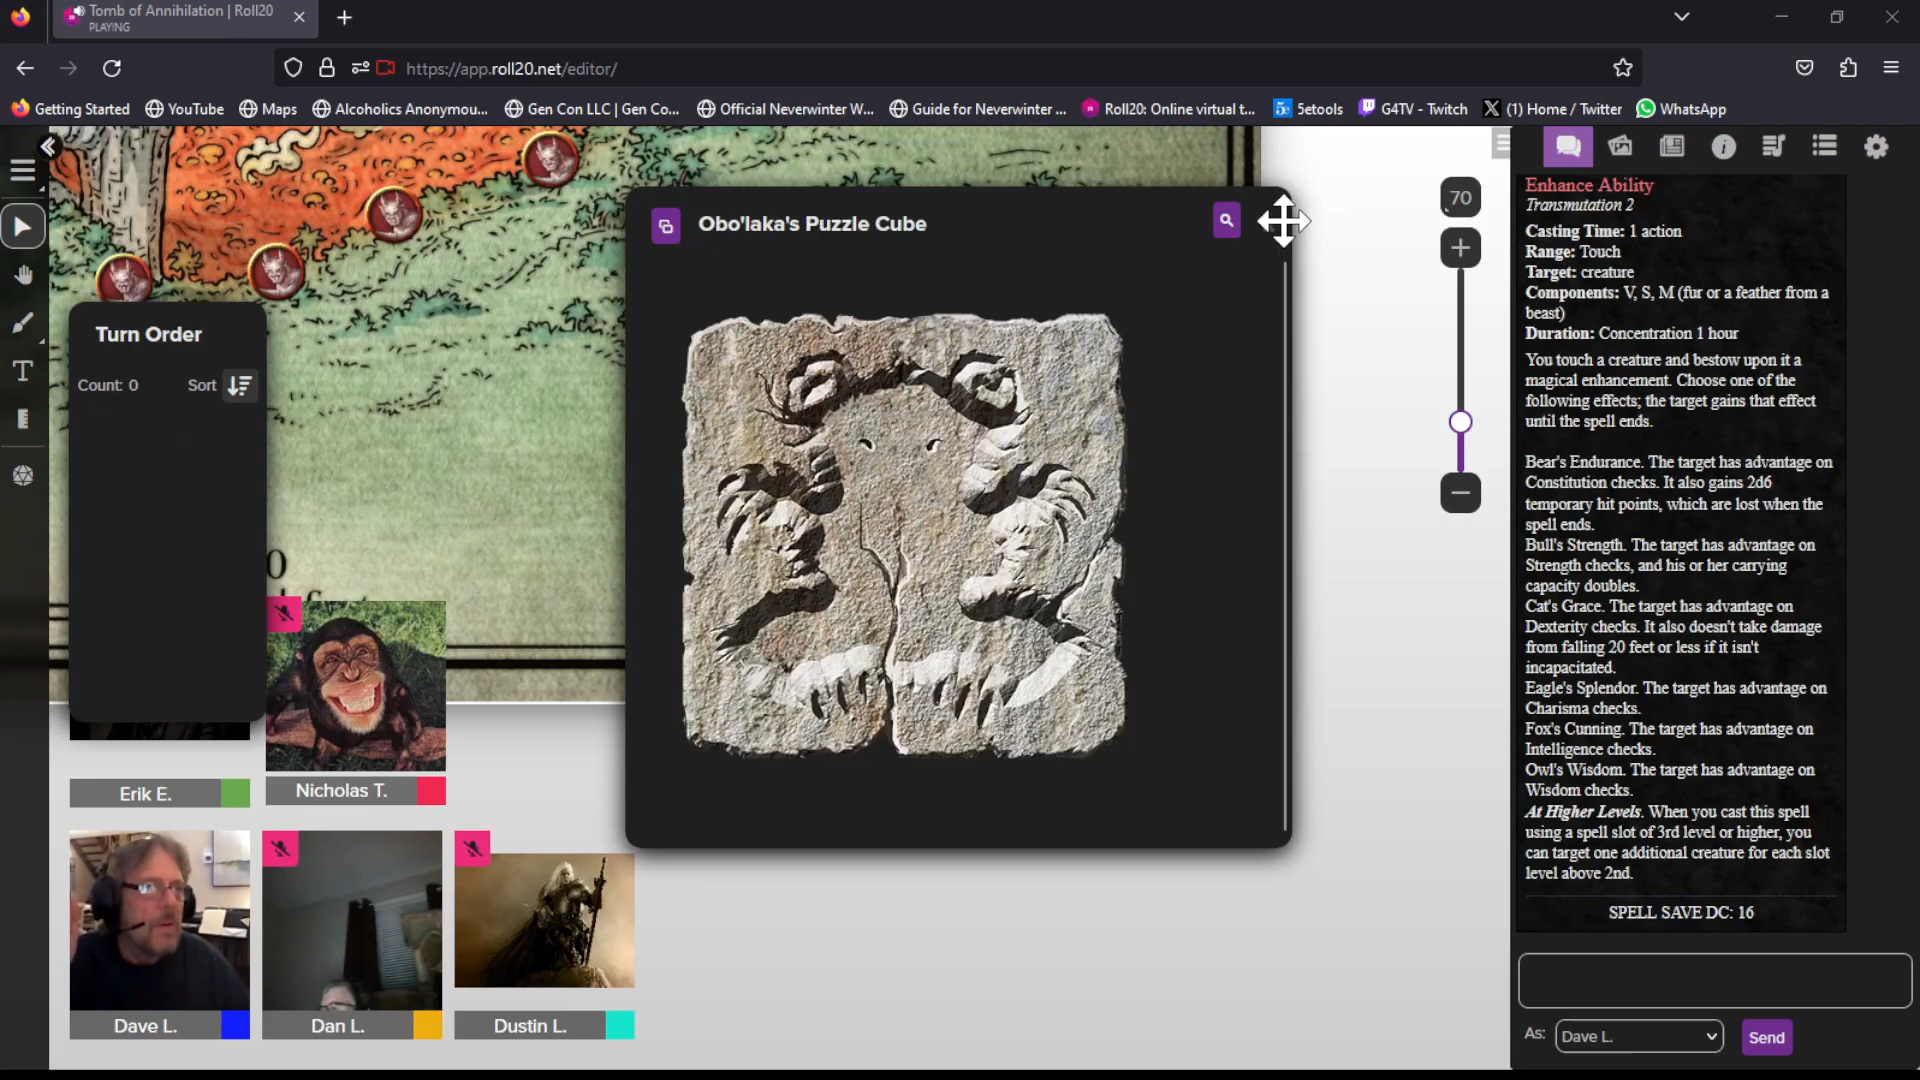 Tomb of Annihilation | Roll20
PLAYING
https://app.roll20.net/editor/
Getting Started
YouTube
Maps
Alcoholics Anonymou...
Gen Con LLC | Gen Co...
Official Neverwinter W...
Guide for Neverwinter ...
Roll20: Online virtual t...
5e
5etools
G4TV - Twitch
(1) Home / Twitter
WhatsApp
Turn Order
Count: 0
Sort
Obo'laka's Puzzle Cube
70
0
Enhance Ability
Transmutation 2
Casting Time: 1 action
Range: Touch
Target: creature
Components: V, S, M (fur or a feather from a
beast)
Duration: Concentration 1 hour
You touch a creature and bestow upon it a
magical enhancement. Choose one of the
following effects; the target gains that effect
until the spell ends.
Bear's Endurance. The target has advantage on
Constitution checks. It also gains 2d6
temporary hit points, which are lost when the
spell ends.
Bull's Strength. The target has advantage on
Strength checks, and his or her carrying
capacity doubles.
Cat's Grace. The target has advantage on
Dexterity checks. It also doesn't take damage
from falling 20 feet or less if it isn't
incapacitated.
Eagle's Splendor. The target has advantage on
Charisma checks.
Fox's Cunning. The target has advantage on
Intelligence checks.
Owl's Wisdom. The target has advantage on
Wisdom checks.
At Higher Levels. When you cast this spell
using a spell slot of 3rd level or higher, you
can target one additional creature for each slot
level above 2nd.
SPELL SAVE DC: 16
As:
Dave L.
Send
Erik E.
Nicholas T.
Dave L.
Dan L.
Dustin L.